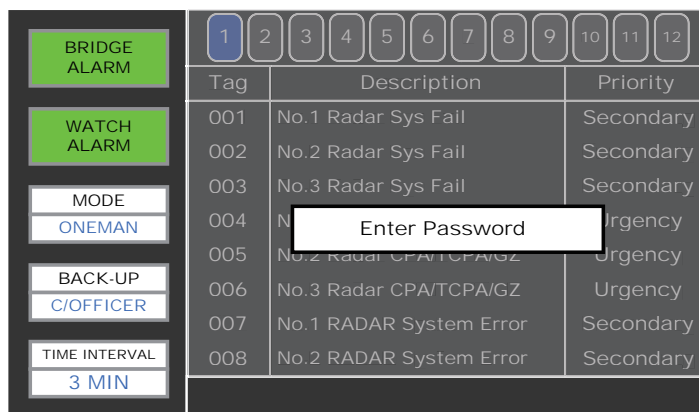 BRIDGE
ALARM
WATCH
ALARM
MODE
ONEMAN
BACK-UP
C/OFFICER
TIME INTERVAL
3 MIN
1 2 3 4 5 6 7 8 9 10 11 12
Tag Description Priority
001 No.1 Radar Sys Fail Secondary
002 No.2 Radar Sys Fail Secondary
003 No.3 Radar Sys Fail Secondary
004 Urgency
Enter Password
005 No.2 Radar CPA/TCPA/GZ Urgency
006 No.3 Radar CPA/TCPA/GZ Urgency
007 No.1 RADAR System Error Secondary
008 No.2 RADAR System Error Secondary